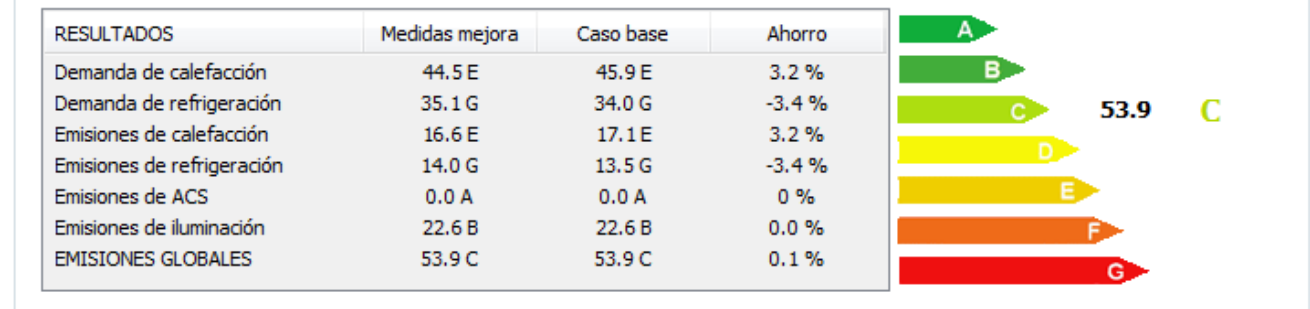 RESULTADOS Medidas mejora Caso base Ahorro
Demanda de calefacción 44.5 E 45.9 E 3.2 %
Demanda de refrigeración 35.1 G 34.0 G -3.4 %
Emisiones de calefacción 16.6 E 17.1 E 3.2 %
Emisiones de refrigeración 14.0 G 13.5 G -3.4 %
Emisiones de ACS 0.0 A 0.0 A 0 %
Emisiones de iluminación 22.6 B 22.6 B 0.0 %
EMISIONES GLOBALES 53.9 C 53.9 C 0.1 %
A
B
C 53.9 C
D
E
F
G